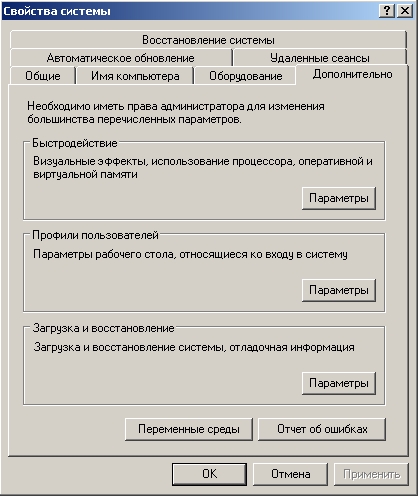 Свойства системы
Восстановление системы
Автоматическое обновление
Удаленные сеансы
Общие
Имя компьютера
Оборудование
Дополнительно
Необходимо иметь права администратора для изменения
большинства перечисленных параметров.
Быстродействие
Визуальные эффекты, использование процессора, оперативной и
виртуальной памяти
Параметры
Профили пользователей
Параметры рабочего стола, относящиеся ко входу в систему
Параметры
Загрузка и восстановление
Загрузка и восстановление системы, отладочная информация
Параметры
Переменные среды
Отчет об ошибках
OK
Отмена
Применить